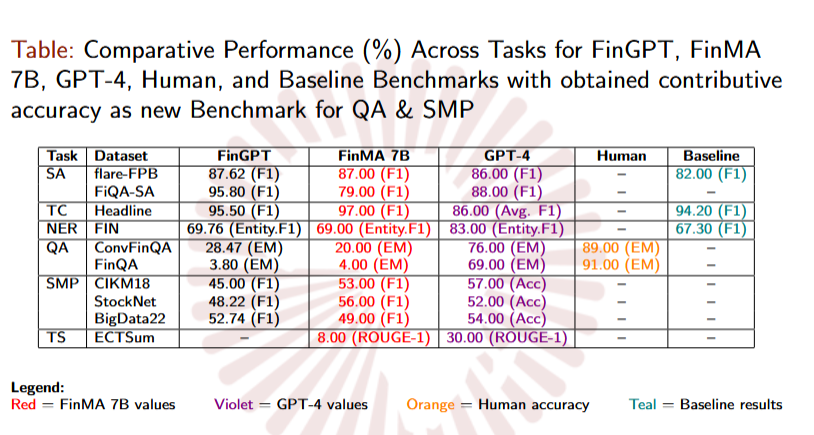 Table: Comparative Performance (%) Across Tasks for FinGPT, FinMA
7B, GPT-4, Human, and Baseline Benchmarks with obtained contributive
accuracy as new Benchmark for QA & SMP
Task Dataset FinGPT FinMA 7B GPT-4 Human Baseline
SA flare-FPB 87.62 (F1) 87.00 (F1) 86.00 (F1) – 82.00 (F1)
FiQA-SA 95.80 (F1) 79.00 (F1) 88.00 (F1) – –
TC Headline 95.50 (F1) 97.00 (F1) 86.00 (Avg. F1) – 94.20 (F1)
NER FIN 69.76 (Entity.F1) 69.00 (Entity.F1) 83.00 (Entity.F1) – 67.30 (F1)
QA ConvFinQA 28.47 (EM) 20.00 (EM) 76.00 (EM) 89.00 (EM) –
FinQA 3.80 (EM) 4.00 (EM) 69.00 (EM) 91.00 (EM) –
SMP CIKM18 45.00 (F1) 53.00 (F1) 57.00 (Acc) – –
StockNet 48.22 (F1) 56.00 (F1) 52.00 (Acc) – –
BigData22 52.74 (F1) 49.00 (F1) 54.00 (Acc) – –
TS ECTSum – 8.00 (ROUGE-1) 30.00 (ROUGE-1) – –
Legend:
Red = FinMA 7B values Violet = GPT-4 values Orange = Human accuracy Teal = Baseline results